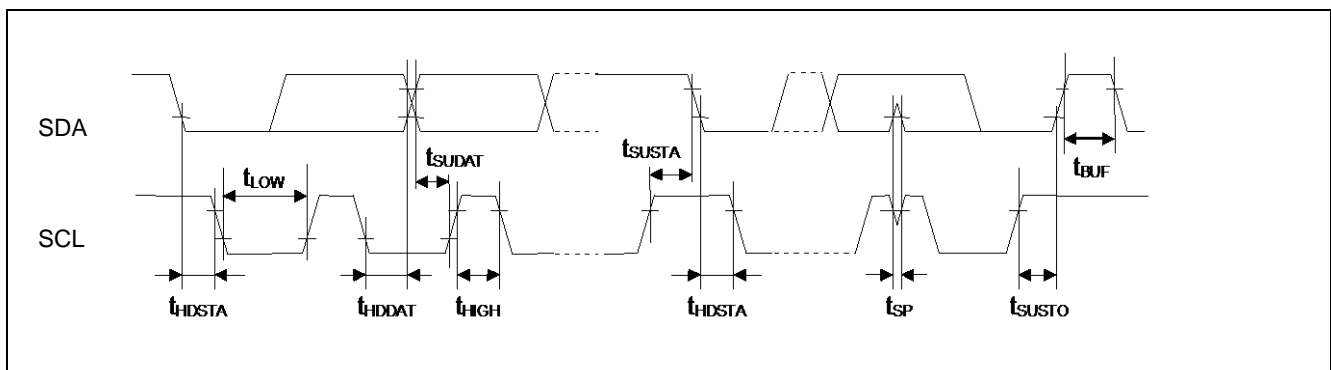 SDA
tSUDAT
tSUSTA
tBUF
tLOW
SCL
tHDSTA
tHDDAT
tHIGH
tHDSTA
tSP
tSUSTO